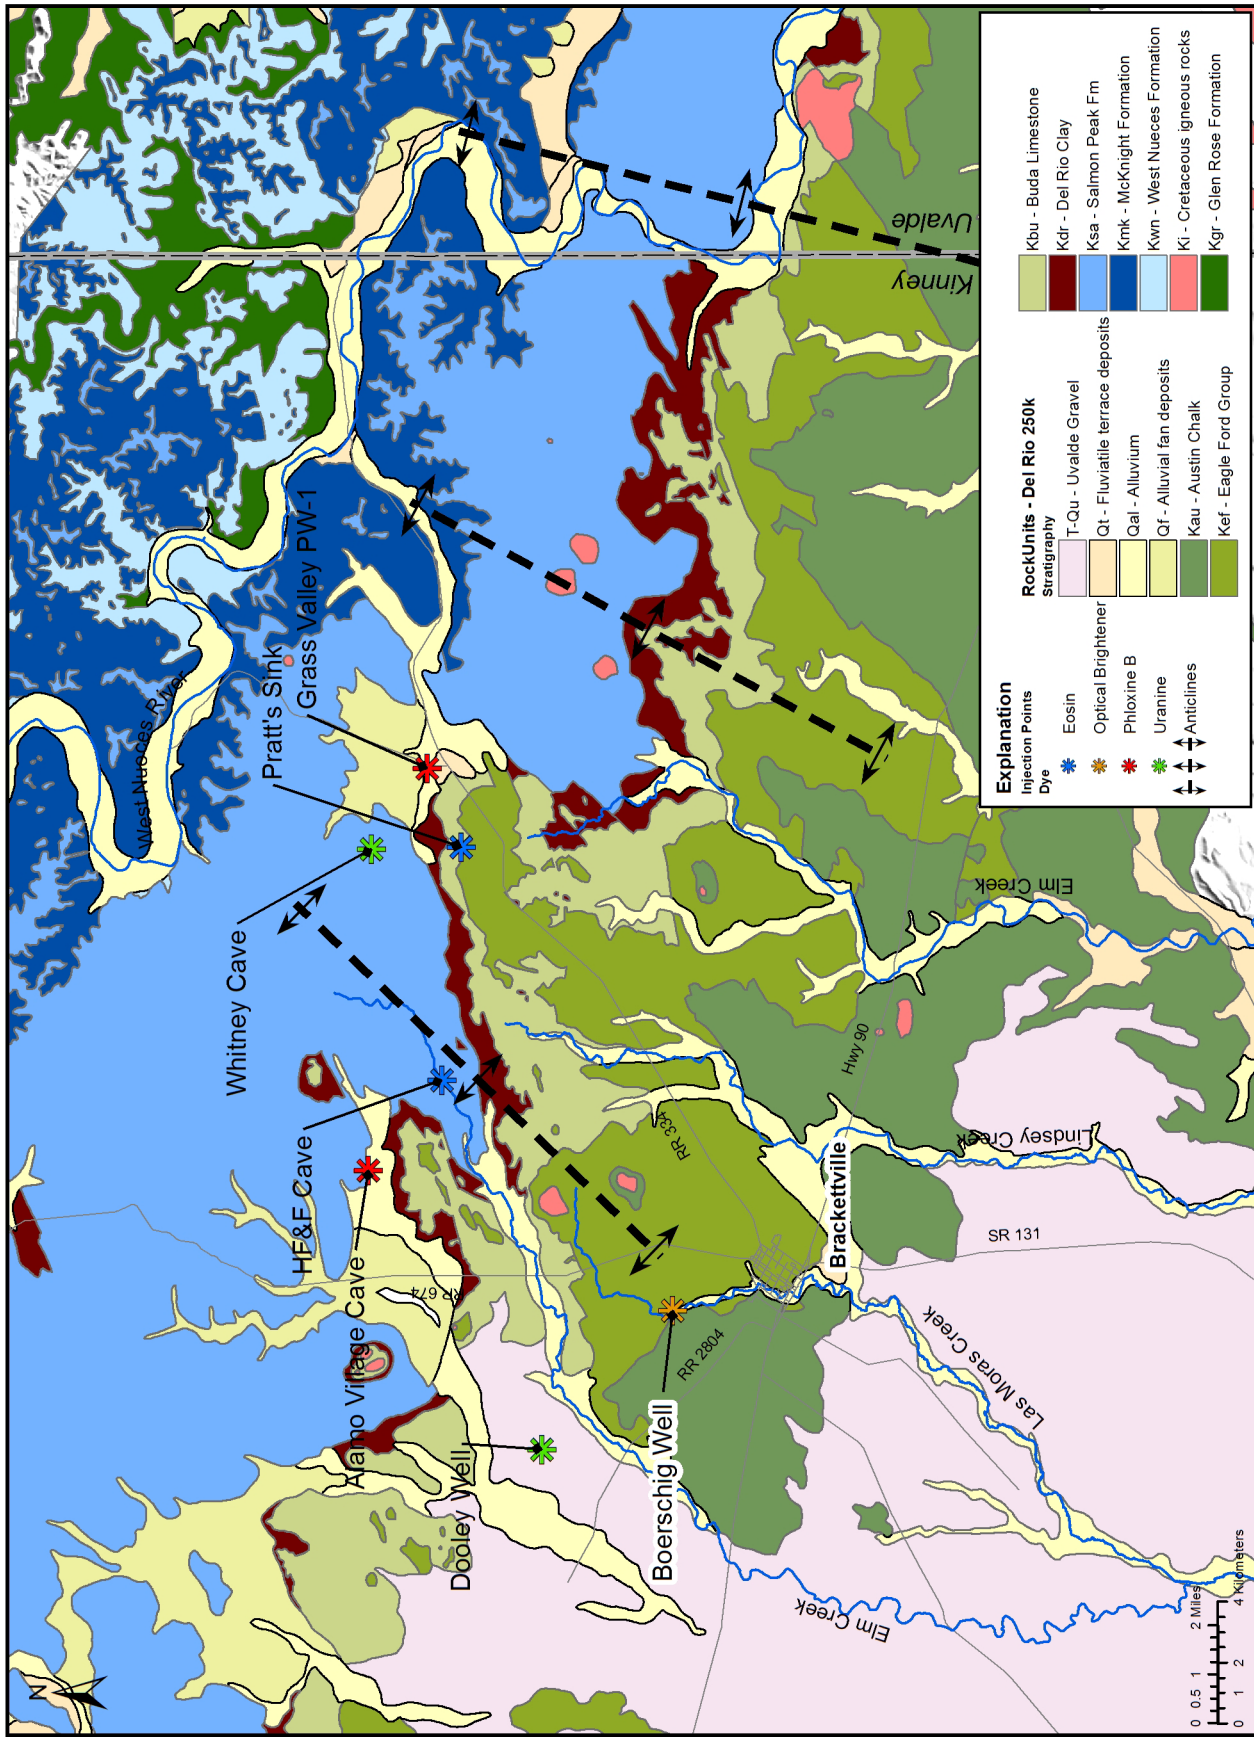 N
West Nueces River
Pratt's Sink
Grass Valley PW-1
Whitney Cave
HF&F Cave
Alamo Village Cave
Dooley Well
Boerschig Well
Brackettville
RR 674
RR 334
RR 2804
Hwy 90
SR 131
Elm Creek
Las Moras Creek
Lindsey Creek
Elm Creek
Kinney
Uvalde
0 0.5 1 2 Miles
0 1 2 4 Kilometers
Explanation
Injection Points
Dye
Eosin
Optical Brightener
Phloxine B
Uranine
Anticlines
RockUnits - Del Rio 250k
Stratigraphy
T-Qu - Uvalde Gravel
Qt - Fluviatile terrace deposits
Qal - Alluvium
Qf - Alluvial fan deposits
Kau - Austin Chalk
Kef - Eagle Ford Group
Kbu - Buda Limestone
Kdr - Del Rio Clay
Ksa - Salmon Peak Fm
Kmk - McKnight Formation
Kwn - West Nueces Formation
Ki - Cretaceous igneous rocks
Kgr - Glen Rose Formation